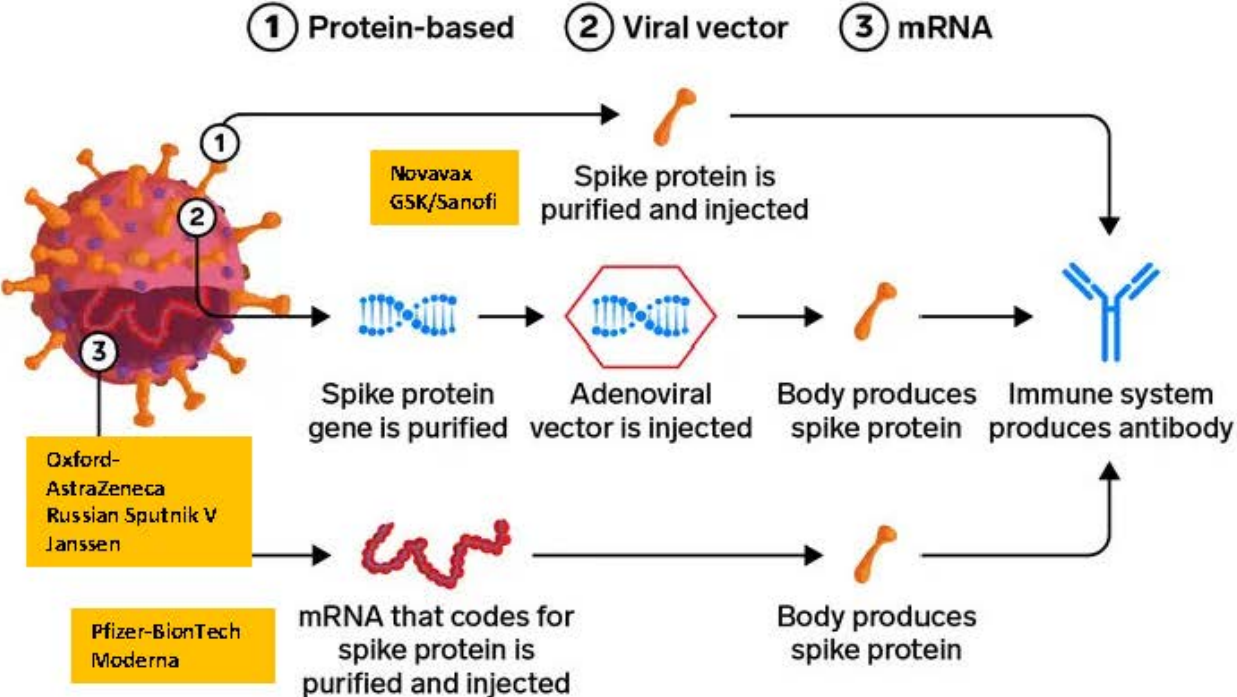 1 Protein-based 2 Viral vector 3 mRNA
1
Novavax
GSK/Sanofi
Spike protein is
purified and injected
2
3
Spike protein
gene is purified
Adenoviral
vector is injected
Body produces
spike protein
Immune system
produces antibody
Oxford-
AstraZeneca
Russian Sputnik V
Janssen
Pfizer-BionTech
Moderna
mRNA that codes for
spike protein is
purified and injected
Body produces
spike protein